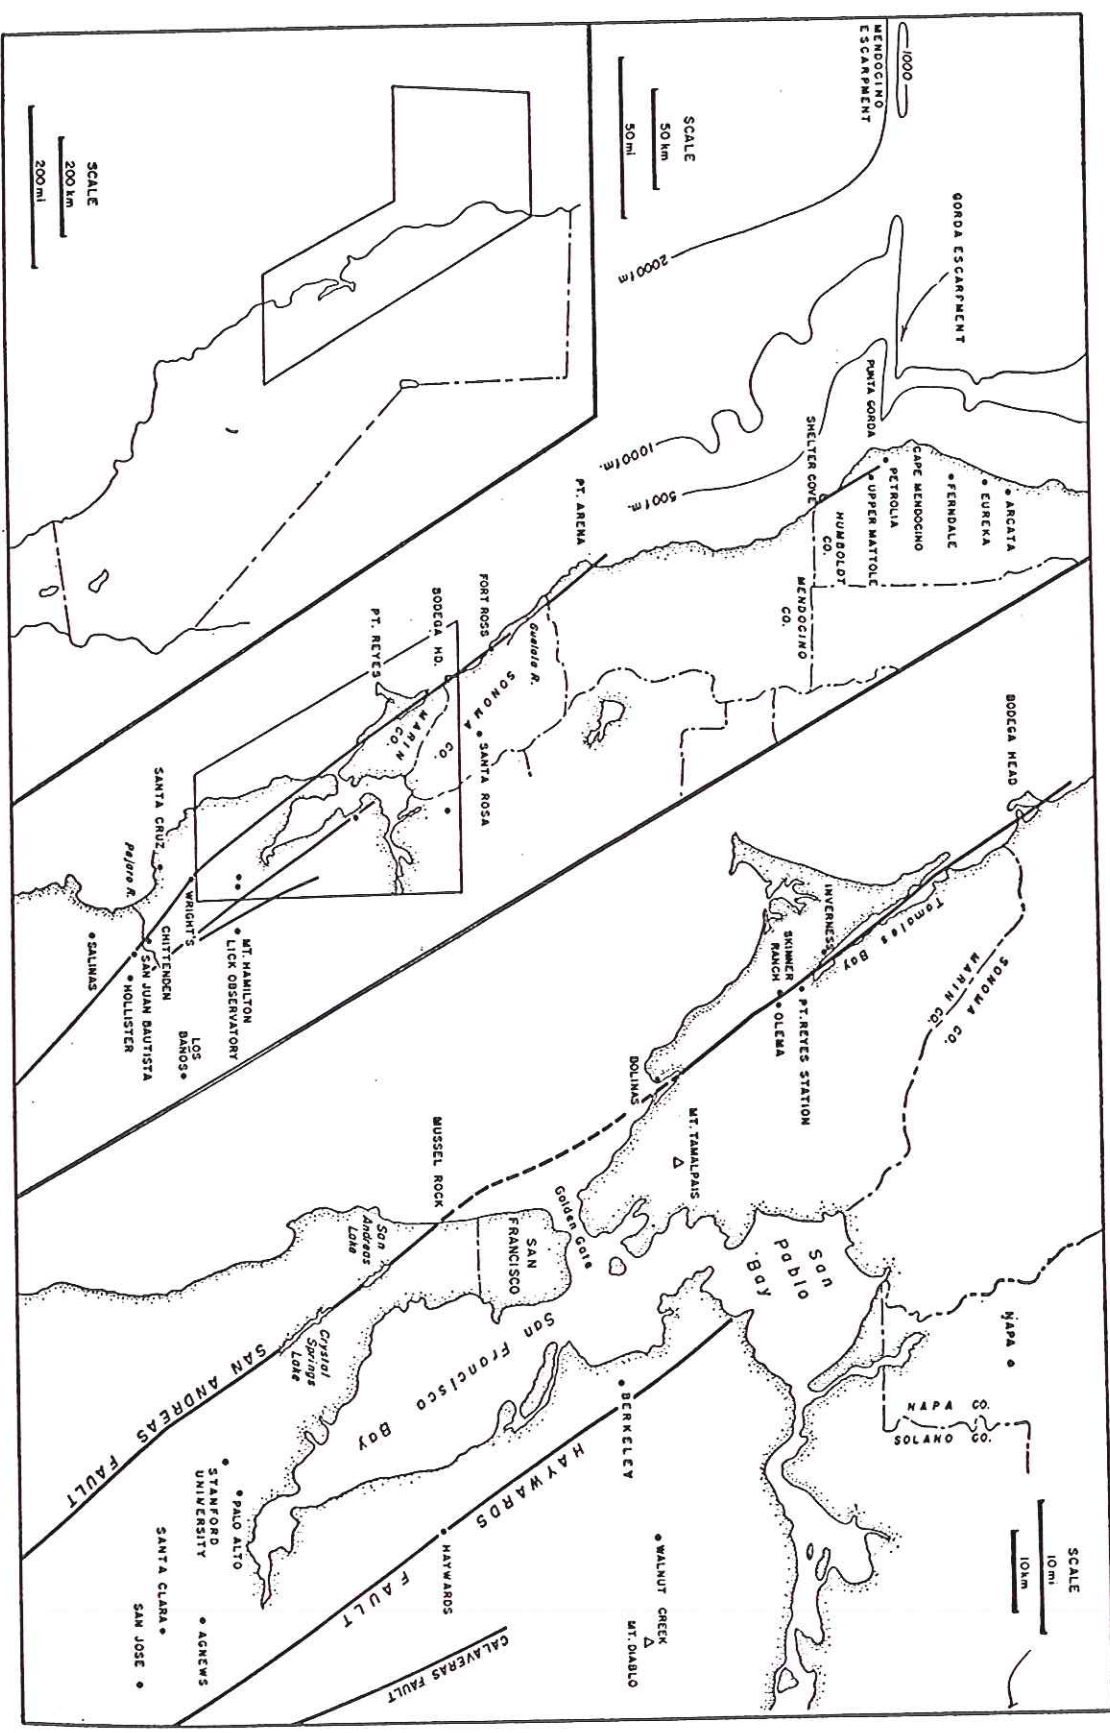 1000
MENDOCINO
ESCARPMENT
SCALE
50 km
50 mi
GORDA ESCARPMENT
2000 fm
1000 fm.
500 fm.
PUNTA GORDA
SHELTER COVE
CAPE MENDOCINO
PETROLIA
UPPER MATTOLE
FERNDALE
EUREKA
ARCATA
HUMBOLDT
CO.
MENDOCINO
CO.
PT. ARENA
FORT ROSS
Gualala R.
BODEGA HD.
PT. REYES
SONOMA
CO.
MARIN
CO.
SANTA ROSA
SANTA CRUZ
Pajaro R.
WRIGHT'S
CHITTENDEN
SAN JUAN BAUTISTA
HOLLISTER
SALINAS
MT. HAMILTON
LICK OBSERVATORY
LOS
BAÑOS
SCALE
200 km
200 mi
BODEGA HEAD
Tomales
Bay
INVERNESS
SKINNER
RANCH
PT. REYES STATION
OLEMA
SONOMA CO.
MARIN CO.
BOLINAS
MT. TAMALPAIS
MUSSEL ROCK
Golden Gate
SAN
FRANCISCO
San
Andreas
Lake
Crystal
Springs
Lake
San
Pablo
Bay
San Francisco
Bay
SAN ANDREAS FAULT
NAPA
NAPA CO.
SOLANO CO.
BERKELEY
HAYWARDS FAULT
HAYWARDS
WALNUT CREEK
MT. DIABLO
CALAVERAS FAULT
STANFORD
UNIVERSITY
PALO ALTO
SANTA CLARA
SAN JOSE
AGNEWS
SCALE
10 mi
10 km